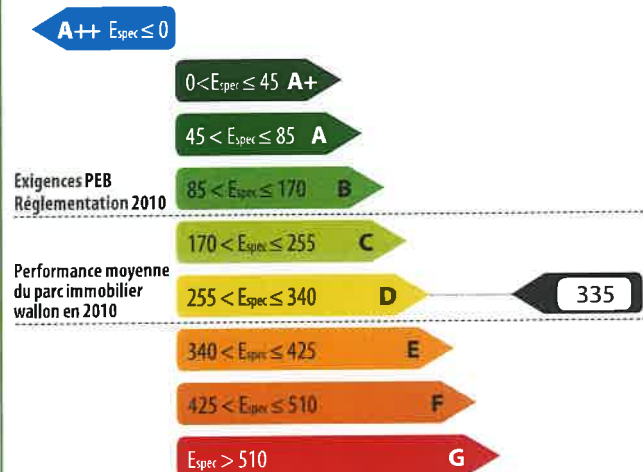 A++ Espec ≤ 0
0 < Espec ≤ 45 A+
45 < Espec ≤ 85 A
Exigences PEB
Réglementation 2010
85 < Espec ≤ 170 B
170 < Espec ≤ 255 C
Performance moyenne
du parc immobilier
wallon en 2010
255 < Espec ≤ 340 D
335
340 < Espec ≤ 425 E
425 < Espec ≤ 510 F
Espec > 510 G